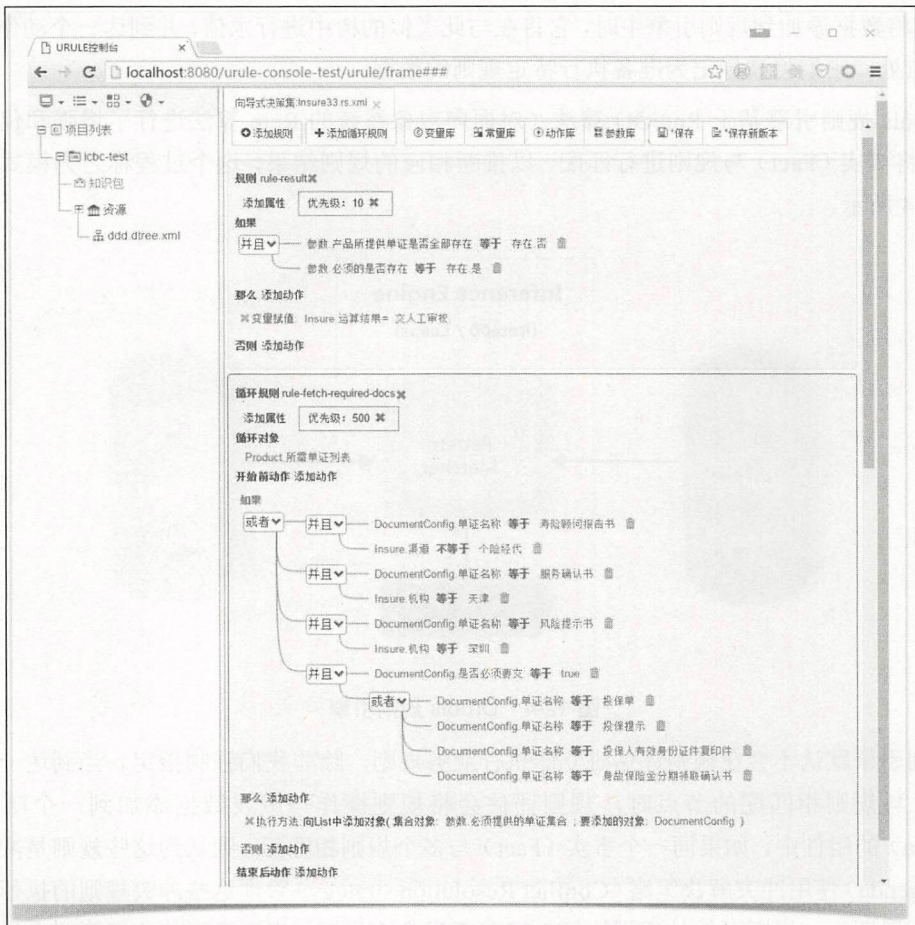 URULE控制台
localhost:8080/urule-console-test/urule/frame###
项目列表
icbc-test
知识包
资源
ddd.dtree.xml
向导式决策集:Insure33.rs.xml
添加规则 添加循环规则 变量库 常量库 动作库 参数库 *保存 *保存新版本
规则 rule-result
添加属性 优先级: 10
如果
并且 参数.产品所提供单证是否全部存在 等于 存在.否
参数.必须的是否存在 等于 存在.是
那么 添加动作
变量赋值: Insure.运算结果= 交人工审核
否则 添加动作
循环规则 rule-fetch-required-docs
添加属性 优先级: 500
循环对象
Product.所需单证列表
开始前动作 添加动作
如果
或者 并且 DocumentConfig.单证名称 等于 寿险顾问报告书
Insure.渠道 不等于 个险经代
并且 DocumentConfig.单证名称 等于 服务确认书
Insure.机构 等于 天津
并且 DocumentConfig.单证名称 等于 风险提示书
Insure.机构 等于 深圳
并且 DocumentConfig.是否必须要交 等于 true
或者 DocumentConfig.单证名称 等于 投保单
DocumentConfig.单证名称 等于 投保提示
DocumentConfig.单证名称 等于 投保人有效身份证件复印件
DocumentConfig.单证名称 等于 身故保险金分期领取确认书
那么 添加动作
执行方法:向List中添加对象( 集合对象: 参数.必须提供的单证集合 ; 要添加的对象: DocumentConfig )
否则 添加动作
结束后动作 添加动作